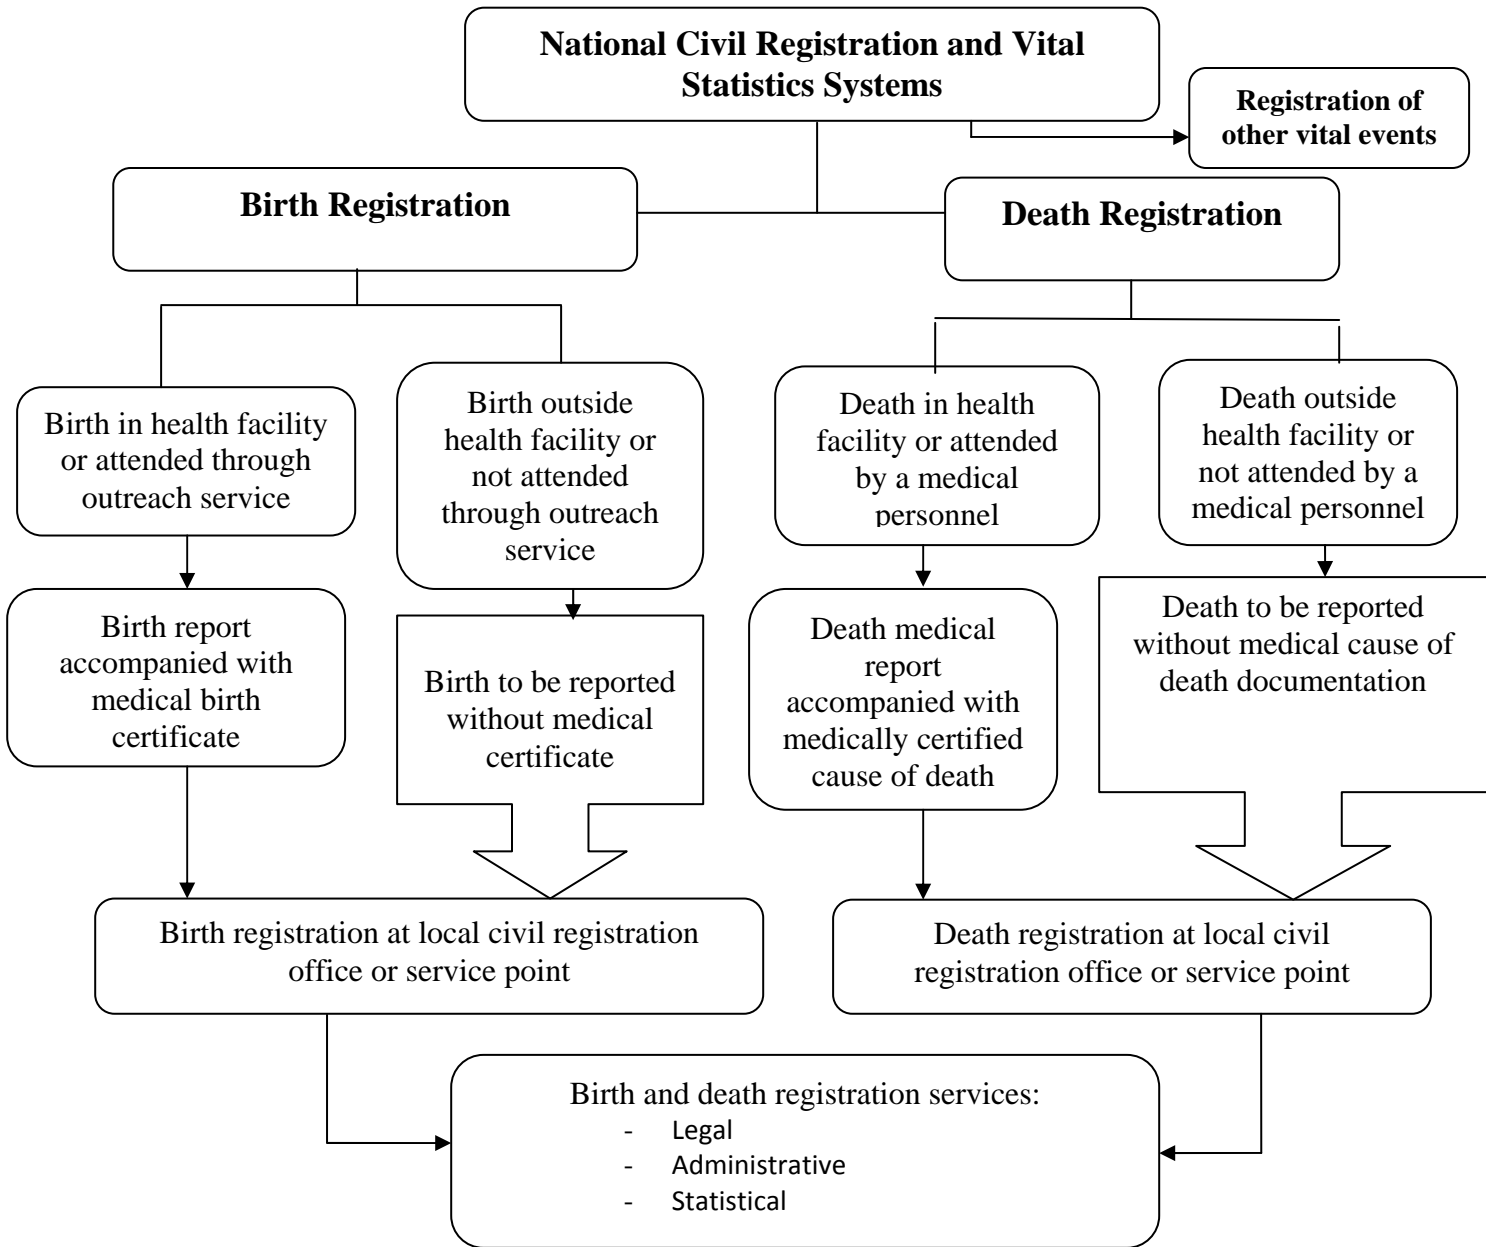 National Civil Registration and Vital
Statistics Systems
Registration of
other vital events
Birth Registration
Death Registration
Birth in health facility
or attended through
outreach service
Birth outside
health facility or
not attended
through outreach
service
Death in health
facility or attended
by a medical
personnel
Death outside
health facility or
not attended by a
medical personnel
Birth report
accompanied with
medical birth
certificate
Birth to be reported
without medical
certificate
Death medical
report
accompanied with
medically certified
cause of death
Death to be reported
without medical cause of
death documentation
Birth registration at local civil registration
office or service point
Death registration at local civil
registration office or service point
Birth and death registration services:
- Legal
- Administrative
- Statistical